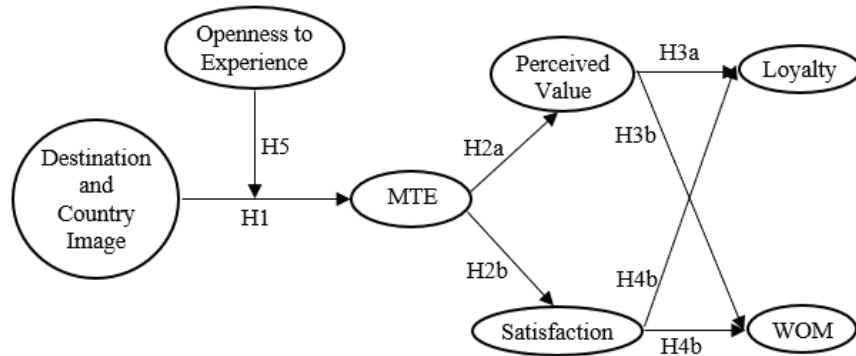 Openness to
Experience
H3a
Perceived
Value
Loyalty
H5
H2a
H3b
Destination
and
Country
Image
MTE
H1
H2b
H4b
Satisfaction
WOM
H4b